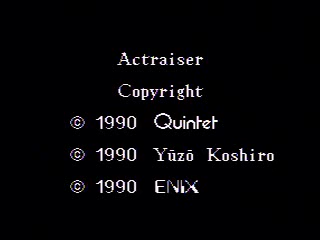 Actraiser
Copyright
© 1990 Quintet
© 1990 Yūzō Koshiro
© 1990 ENIX